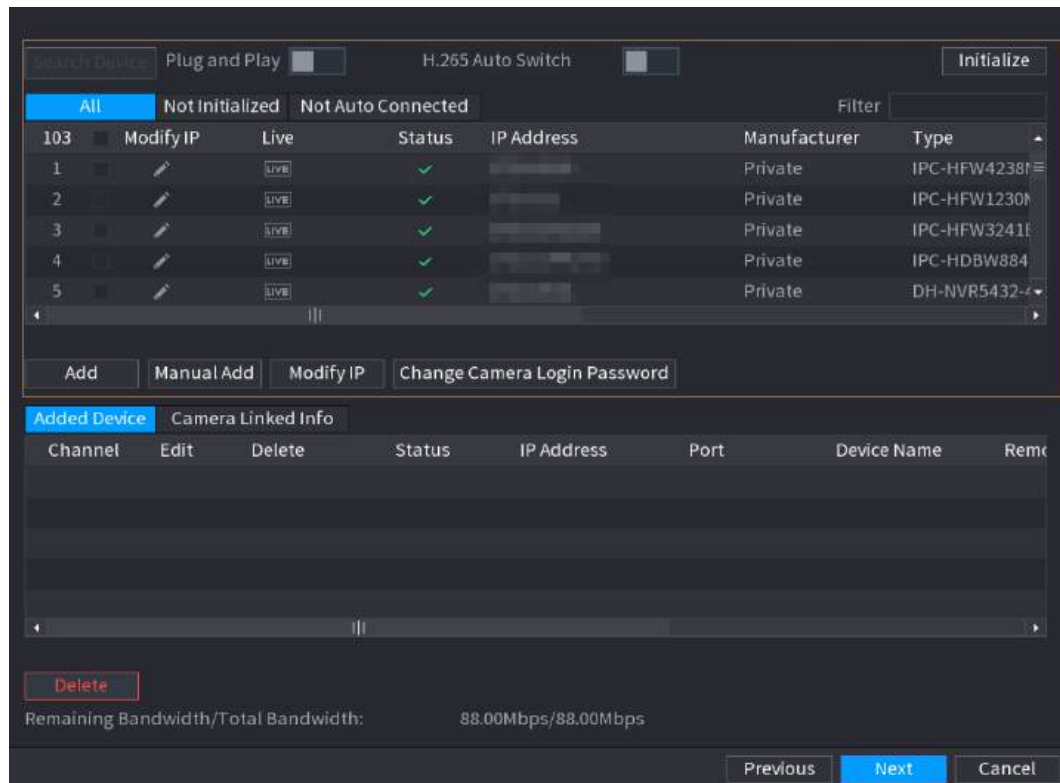 Search Device Plug and Play H.265 Auto Switch Initialize
All Not Initialized Not Auto Connected Filter
103 Modify IP Live Status IP Address Manufacturer Type
1 LIVE Private IPC-HFW4238
2 LIVE Private IPC-HFW1230
3 LIVE Private IPC-HFW3241
4 LIVE Private IPC-HDBW884
5 LIVE Private DH-NVR5432-
Add Manual Add Modify IP Change Camera Login Password
Added Device Camera Linked Info
Channel Edit Delete Status IP Address Port Device Name Remo
Delete
Remaining Bandwidth/Total Bandwidth: 88.00Mbps/88.00Mbps
Previous Next Cancel